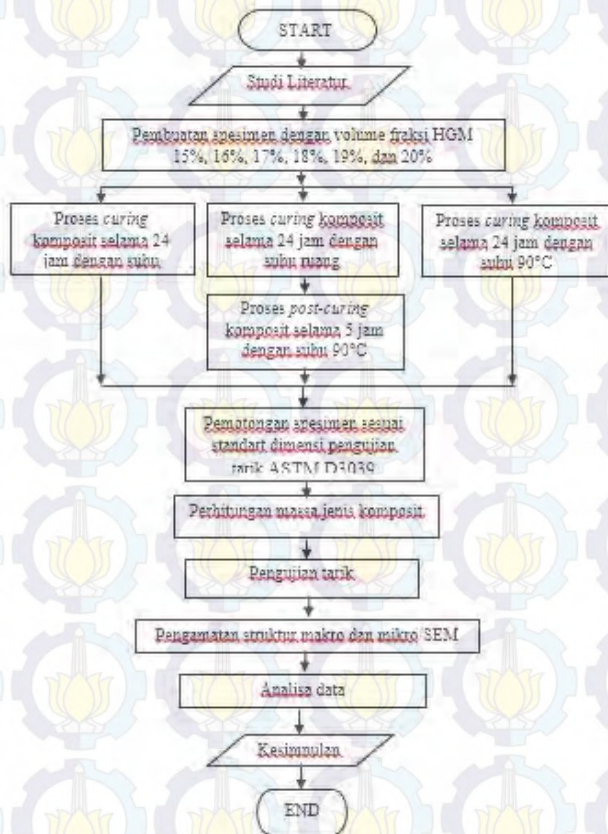 START
Studi Literatur
Pembuatan spesimen dengan volume fraksi HGM
15%, 16%, 17%, 18%, 19%, dan 20%
Proses curing
komposit selama 24
jam dengan suhu
Proses curing komposit
selama 24 jam dengan
suhu ruang
Proses curing komposit
selama 24 jam dengan
suhu 90°C
Proses post-curing
komposit selama 5 jam
dengan suhu 90°C
Pemotongan spesimen sesuai
standart dimensi pengujian
tarik ASTM D3039
Perhitungan massa jenis komposit
Pengujian tarik
Pengamatan struktur makro dan mikro SEM
Analisa data
Kesimpulan
END